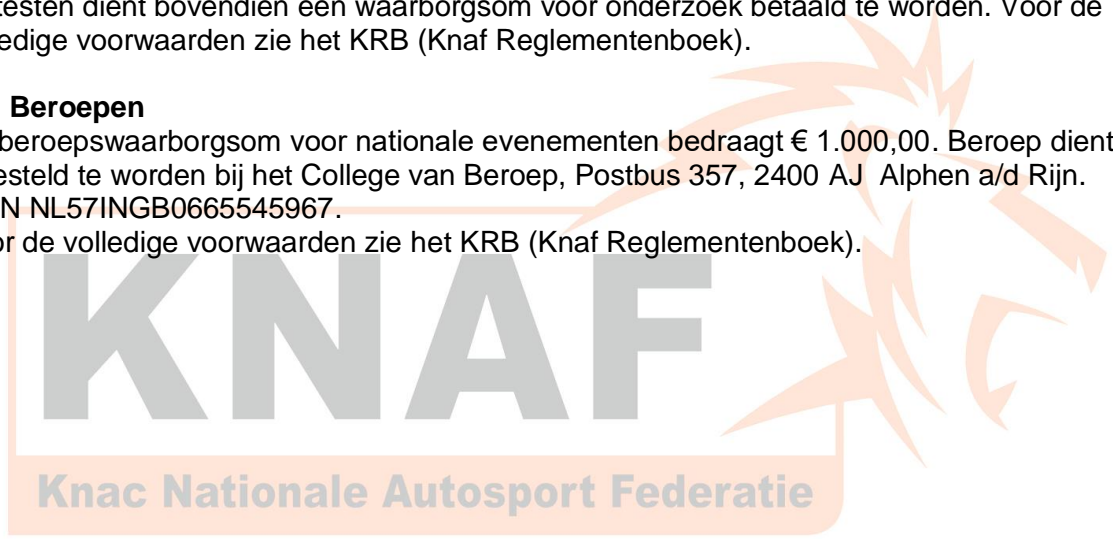 testen dient bovendien een waarborgsom voor onderzoek betaald te worden. Voor de
ledige voorwaarden zie het KRB (Knaf Reglementenboek).
Beroepen
beroepswaarborgsom voor nationale evenementen bedraagt € 1.000,00. Beroep dient
esteld te worden bij het College van Beroep, Postbus 357, 2400 AJ Alphen a/d Rijn.
N NL57INGB0665545967.
or de volledige voorwaarden zie het KRB (Knaf Reglementenboek).
KNAF
Knac Nationale Autosport Federatie